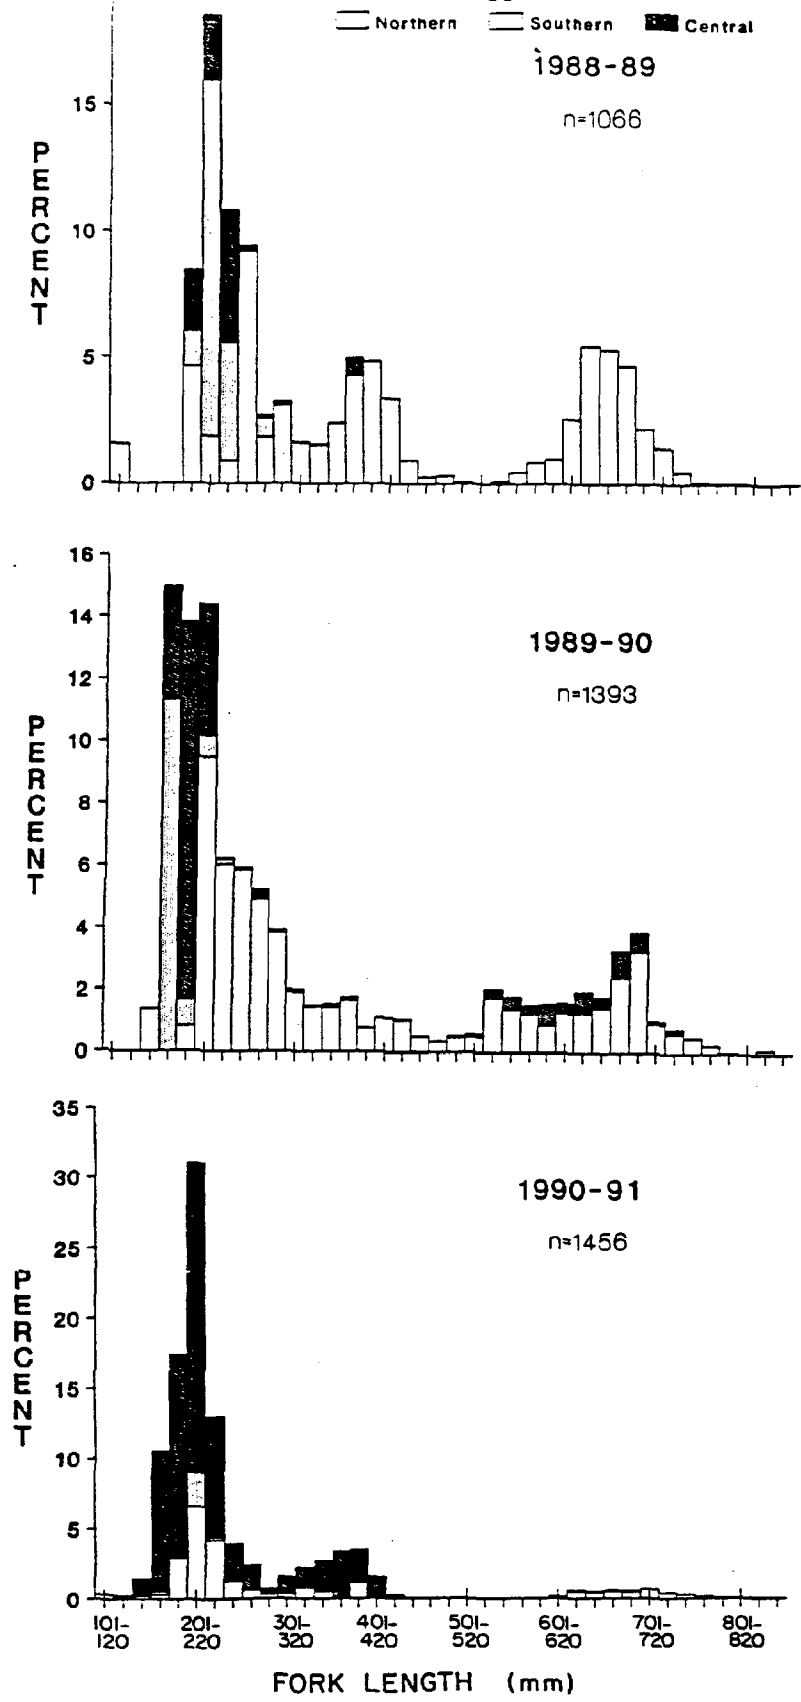 Northern Southern Central
1988-89
n=1066
PERCENT
15
10
5
0
1989-90
n=1393
PERCENT
16
14
12
10
8
6
4
2
0
1990-91
n=1456
PERCENT
35
30
25
20
15
10
5
0
101- 201- 301- 401- 501- 601- 701- 801-
120 220 320 420 520 620 720 820
FORK LENGTH (mm)